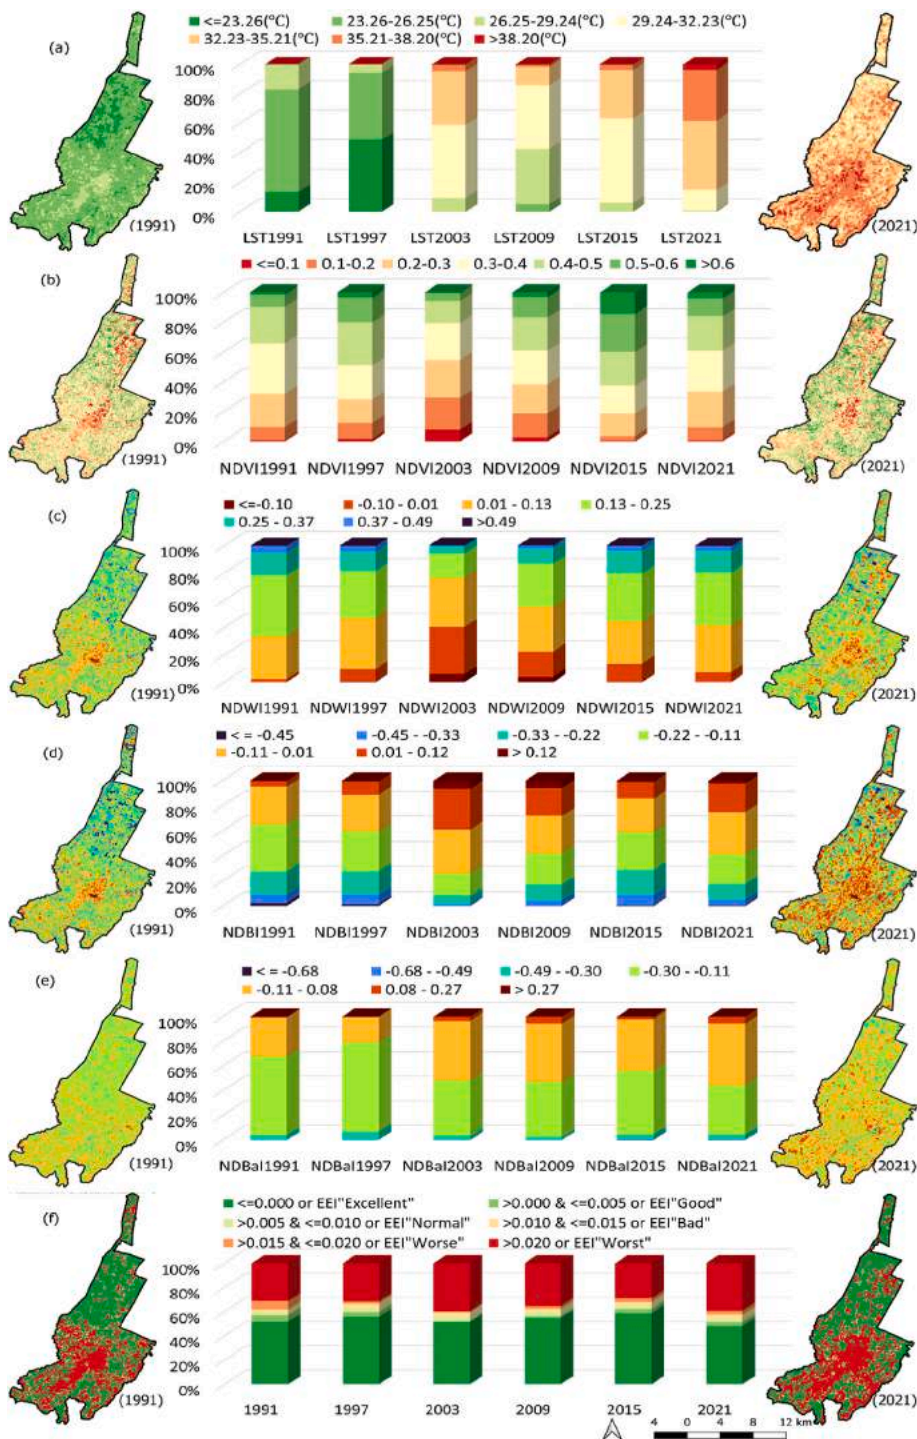 (a)
<=23.26(°C) 23.26-26.25(°C) 26.25-29.24(°C) 29.24-32.23(°C)
32.23-35.21(°C) 35.21-38.20(°C) >38.20(°C)
100%
80%
60%
40%
20%
0%
(1991)
LST1991 LST1997 LST2003 LST2009 LST2015 LST2021
(2021)
(b)
<=0.1 0.1-0.2 0.2-0.3 0.3-0.4 0.4-0.5 0.5-0.6 >0.6
100%
80%
60%
40%
20%
0%
(1991)
NDVI1991 NDVI1997 NDVI2003 NDVI2009 NDVI2015 NDVI2021
(2021)
(c)
<=-0.10 -0.10 - 0.01 0.01 - 0.13 0.13 - 0.25
0.25 - 0.37 0.37 - 0.49 >0.49
100%
80%
60%
40%
20%
0%
(1991)
NDWI1991 NDWI1997 NDWI2003 NDWI2009 NDWI2015 NDWI2021
(2021)
(d)
< = -0.45 -0.45 - -0.33 -0.33 - -0.22 -0.22 - -0.11
-0.11 - 0.01 0.01 - 0.12 > 0.12
100%
80%
60%
40%
20%
0%
(1991)
NDBI1991 NDBI1997 NDBI2003 NDBI2009 NDBI2015 NDBI2021
(2021)
(e)
< = -0.68 -0.68 - -0.49 -0.49 - -0.30 -0.30 - -0.11
-0.11 - 0.08 0.08 - 0.27 > 0.27
100%
80%
60%
40%
20%
0%
(1991)
NDBaI1991 NDBaI1997 NDBaI2003 NDBaI2009 NDBaI2015 NDBaI2021
(2021)
(f)
<=0.000 or EEI"Excellent" >0.000 & <=0.005 or EEI"Good"
>0.005 & <=0.010 or EEI"Normal" >0.010 & <=0.015 or EEI"Bad"
>0.015 & <=0.020 or EEI"Worse" >0.020 or EEI"Worst"
100%
80%
60%
40%
20%
0%
(1991)
1991 1997 2003 2009 2015 2021
(2021)
4 0 4 8 12 km